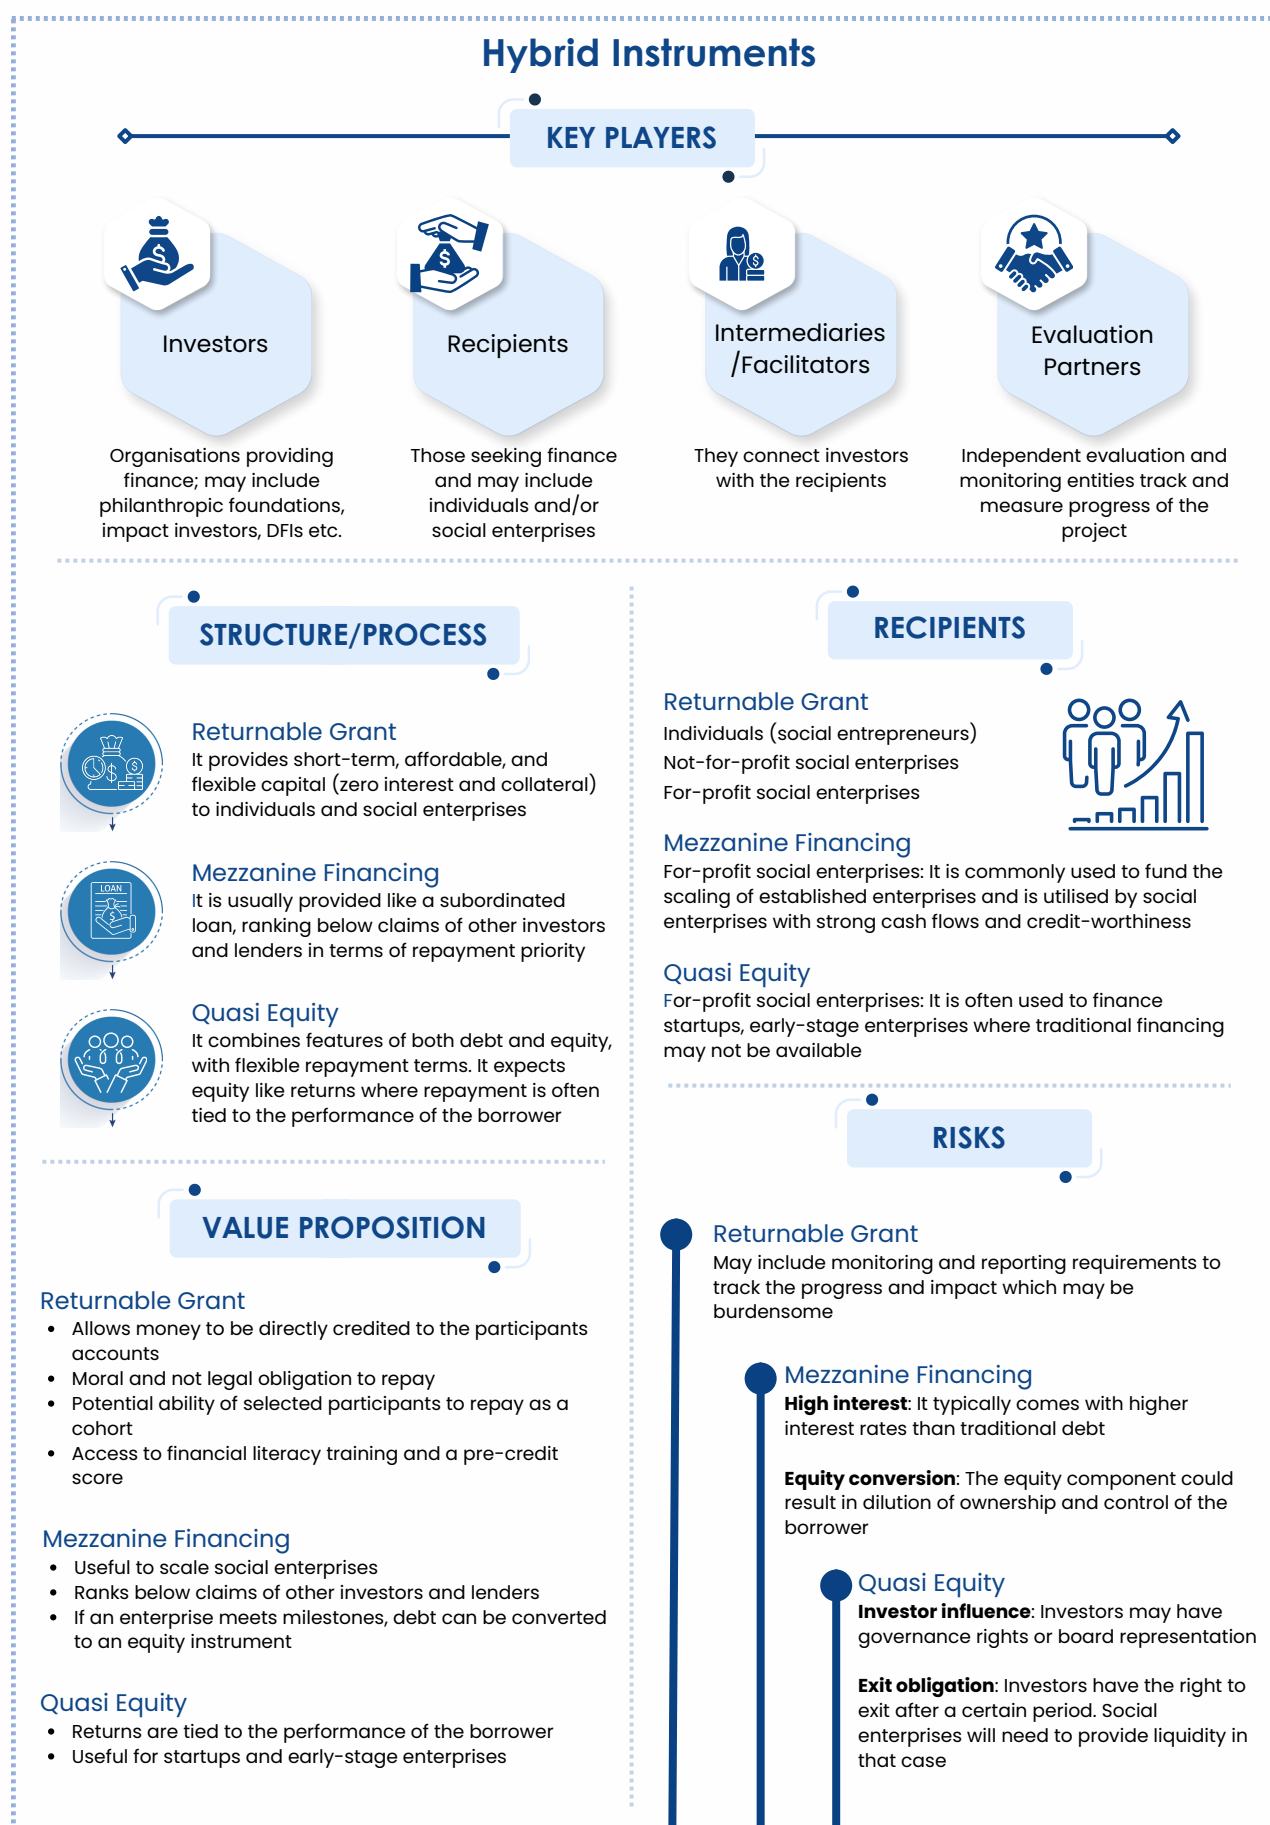 Hybrid Instruments
KEY PLAYERS
Investors
Organisations providing
finance; may include
philanthropic foundations,
impact investors, DFIs etc.
Recipients
Those seeking finance
and may include
individuals and/or
social enterprises
Intermediaries
/Facilitators
They connect investors
with the recipients
Evaluation
Partners
Independent evaluation and
monitoring entities track and
measure progress of the
project
STRUCTURE/PROCESS
Returnable Grant
It provides short-term, affordable, and
flexible capital (zero interest and collateral)
to individuals and social enterprises
LOAN
Mezzanine Financing
It is usually provided like a subordinated
loan, ranking below claims of other investors
and lenders in terms of repayment priority
Quasi Equity
It combines features of both debt and equity,
with flexible repayment terms. It expects
equity like returns where repayment is often
tied to the performance of the borrower
VALUE PROPOSITION
Returnable Grant
• Allows money to be directly credited to the participants
accounts
• Moral and not legal obligation to repay
• Potential ability of selected participants to repay as a
cohort
• Access to financial literacy training and a pre-credit
score
Mezzanine Financing
• Useful to scale social enterprises
• Ranks below claims of other investors and lenders
• If an enterprise meets milestones, debt can be converted
to an equity instrument
Quasi Equity
• Returns are tied to the performance of the borrower
• Useful for startups and early-stage enterprises
RECIPIENTS
Returnable Grant
Individuals (social entrepreneurs)
Not-for-profit social enterprises
For-profit social enterprises
Mezzanine Financing
For-profit social enterprises: It is commonly used to fund the
scaling of established enterprises and is utilised by social
enterprises with strong cash flows and credit-worthiness
Quasi Equity
For-profit social enterprises: It is often used to finance
startups, early-stage enterprises where traditional financing
may not be available
RISKS
Returnable Grant
May include monitoring and reporting requirements to
track the progress and impact which may be
burdensome
Mezzanine Financing
High interest: It typically comes with higher
interest rates than traditional debt
Equity conversion: The equity component could
result in dilution of ownership and control of the
borrower
Quasi Equity
Investor influence: Investors may have
governance rights or board representation
Exit obligation: Investors have the right to
exit after a certain period. Social
enterprises will need to provide liquidity in
that case